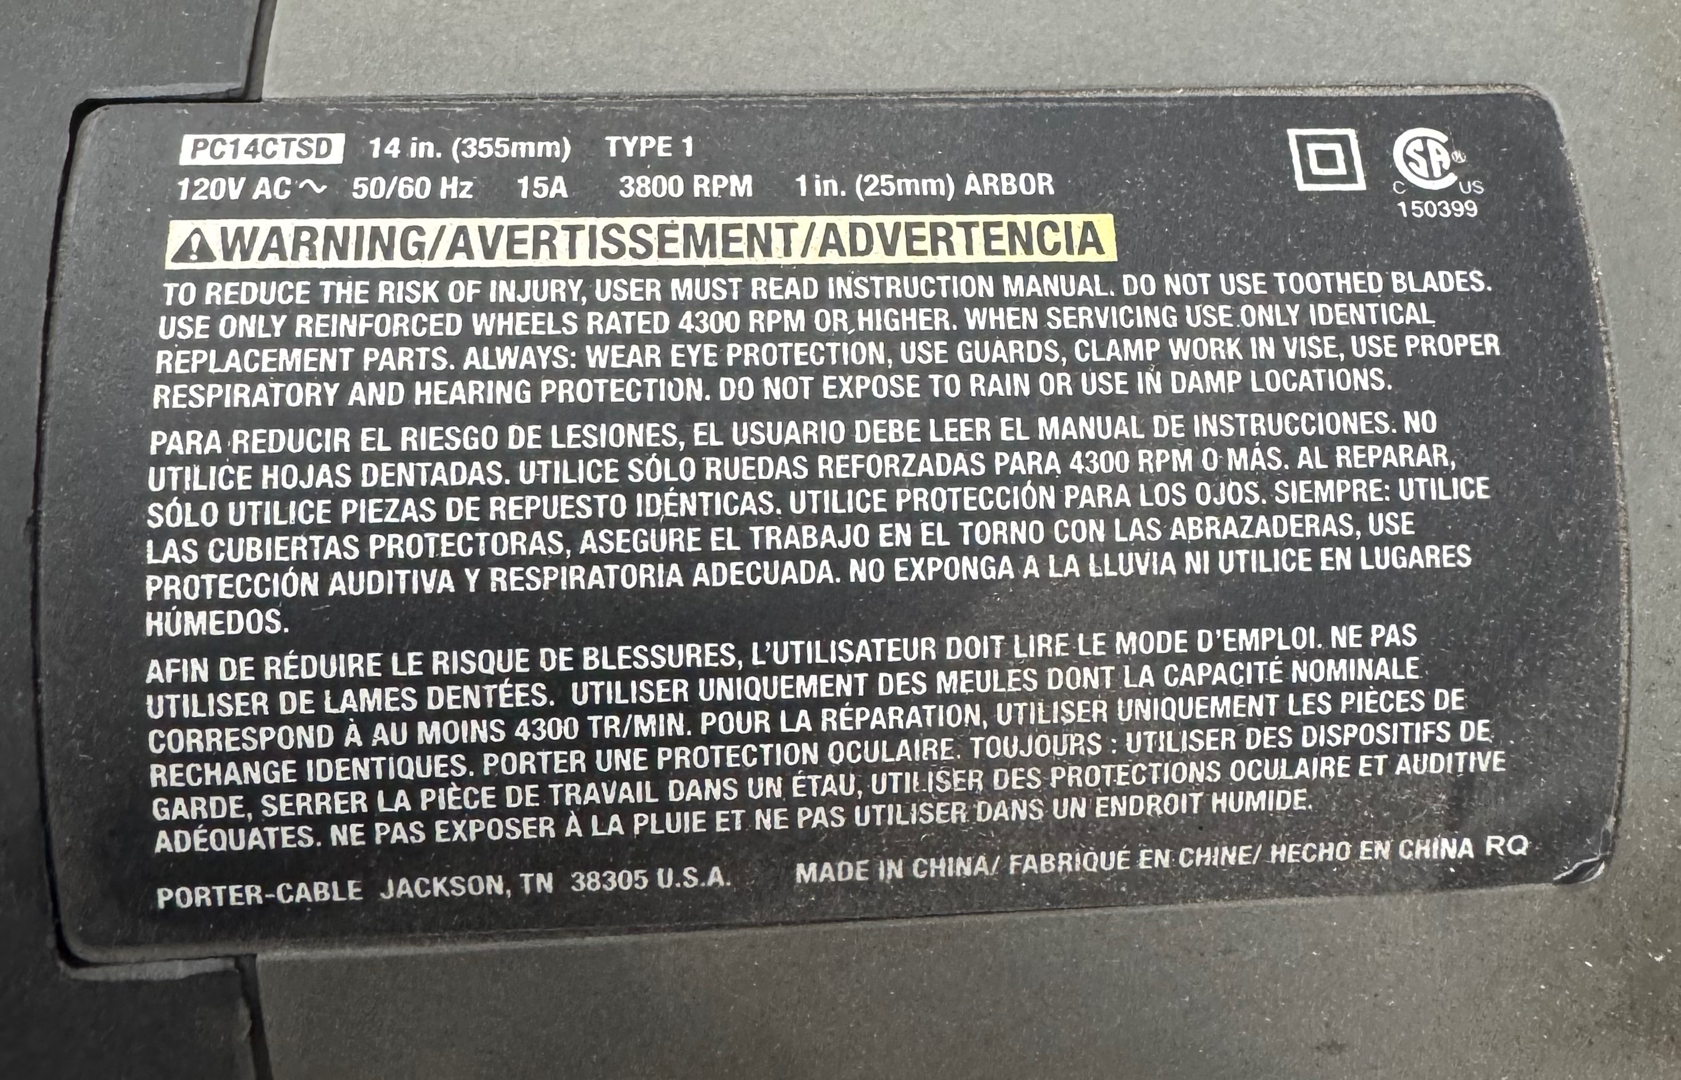 PC14CTSD 14 in. (355mm) TYPE 1
120V AC ~ 50/60 Hz 15A 3800 RPM 1 in. (25mm) ARBOR
CSA
C US
150399
WARNING/AVERTISSEMENT/ADVERTENCIA
TO REDUCE THE RISK OF INJURY, USER MUST READ INSTRUCTION MANUAL. DO NOT USE TOOTHED BLADES.
USE ONLY REINFORCED WHEELS RATED 4300 RPM OR HIGHER. WHEN SERVICING USE ONLY IDENTICAL
REPLACEMENT PARTS. ALWAYS: WEAR EYE PROTECTION, USE GUARDS, CLAMP WORK IN VISE, USE PROPER
RESPIRATORY AND HEARING PROTECTION. DO NOT EXPOSE TO RAIN OR USE IN DAMP LOCATIONS.
PARA REDUCIR EL RIESGO DE LESIONES, EL USUARIO DEBE LEER EL MANUAL DE INSTRUCCIONES. NO
UTILICE HOJAS DENTADAS. UTILICE SÓLO RUEDAS REFORZADAS PARA 4300 RPM O MÁS. AL REPARAR,
SÓLO UTILICE PIEZAS DE REPUESTO IDÉNTICAS. UTILICE PROTECCIÓN PARA LOS OJOS. SIEMPRE: UTILICE
LAS CUBIERTAS PROTECTORAS, ASEGURE EL TRABAJO EN EL TORNO CON LAS ABRAZADERAS, USE
PROTECCIÓN AUDITIVA Y RESPIRATORIA ADECUADA. NO EXPONGA A LA LLUVIA NI UTILICE EN LUGARES
HÚMEDOS.
AFIN DE RÉDUIRE LE RISQUE DE BLESSURES, L'UTILISATEUR DOIT LIRE LE MODE D'EMPLOI. NE PAS
UTILISER DE LAMES DENTÉES. UTILISER UNIQUEMENT DES MEULES DONT LA CAPACITÉ NOMINALE
CORRESPOND À AU MOINS 4300 TR/MIN. POUR LA RÉPARATION, UTILISER UNIQUEMENT LES PIÈCES DE
RECHANGE IDENTIQUES. PORTER UNE PROTECTION OCULAIRE. TOUJOURS : UTILISER DES DISPOSITIFS DE
GARDE, SERRER LA PIÈCE DE TRAVAIL DANS UN ÉTAU, UTILISER DES PROTECTIONS OCULAIRE ET AUDITIVE
ADÉQUATES. NE PAS EXPOSER À LA PLUIE ET NE PAS UTILISER DANS UN ENDROIT HUMIDE.
PORTER-CABLE JACKSON, TN 38305 U.S.A. MADE IN CHINA/ FABRIQUÉ EN CHINE/ HECHO EN CHINA RQ